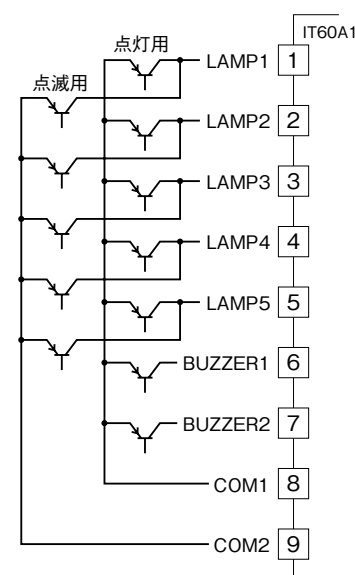 IT60A1
点灯用
LAMP1 1
点滅用
LAMP2 2
LAMP3 3
LAMP4 4
LAMP5 5
BUZZER1 6
BUZZER2 7
COM1 8
COM2 9